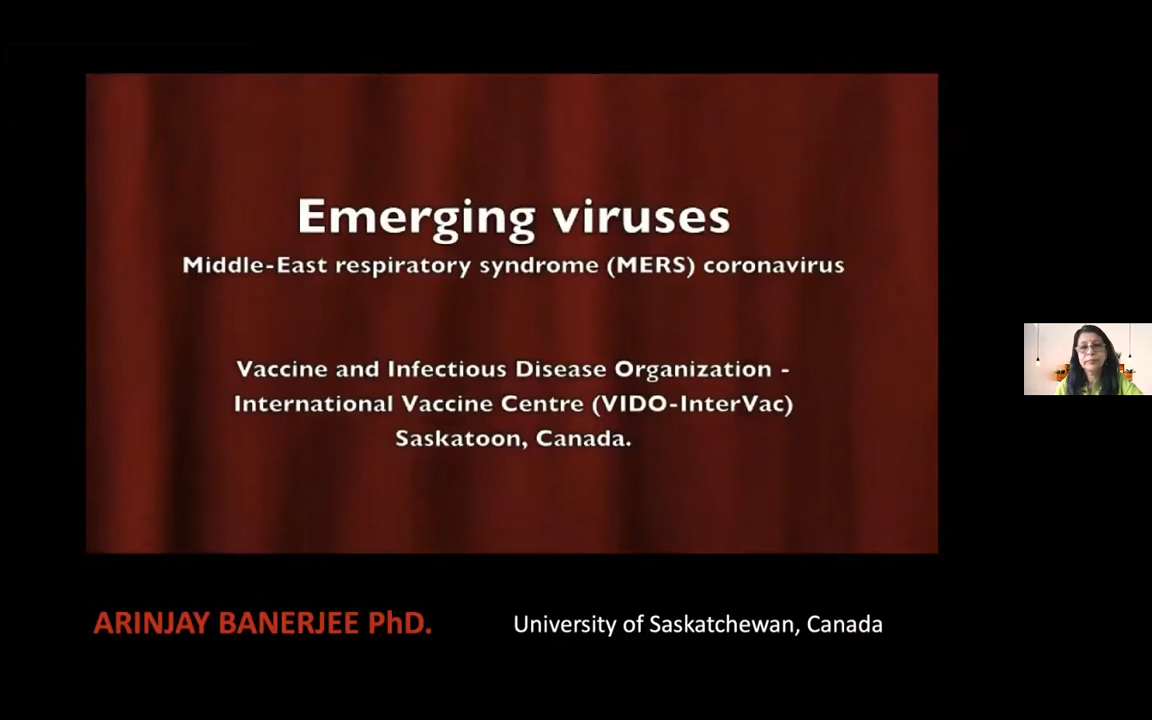 Emerging viruses
Middle-East respiratory syndrome (MERS) coronavirus
Vaccine and Infectious Disease Organization -
International Vaccine Centre (VIDO-InterVac)
Saskatoon, Canada.
ARINJAY BANERJEE PhD.
University of Saskatchewan, Canada